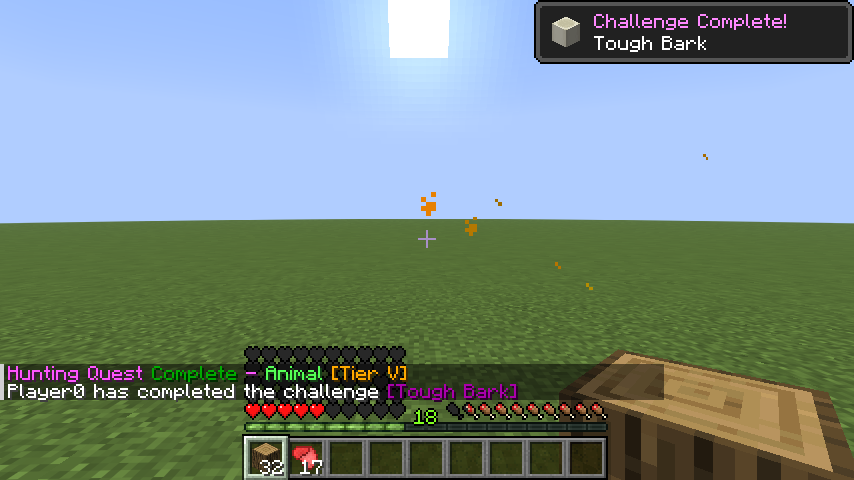 Challenge Complete!
Tough Bark
Hunting Quest Complete - Animal [Tier V]
Player0 has completed the challenge [Tough Bark]
18
32
17